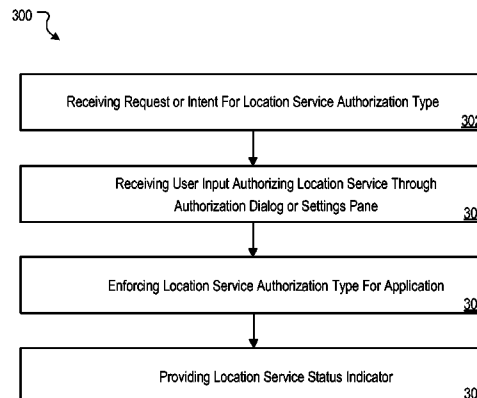 300
Receiving Request or Intent For Location Service Authorization Type
302
Receiving User Input Authorizing Location Service Through
Authorization Dialog or Settings Pane
Enforcing Location Service Authorization Type For Application
Providing Location Service Status Indicator